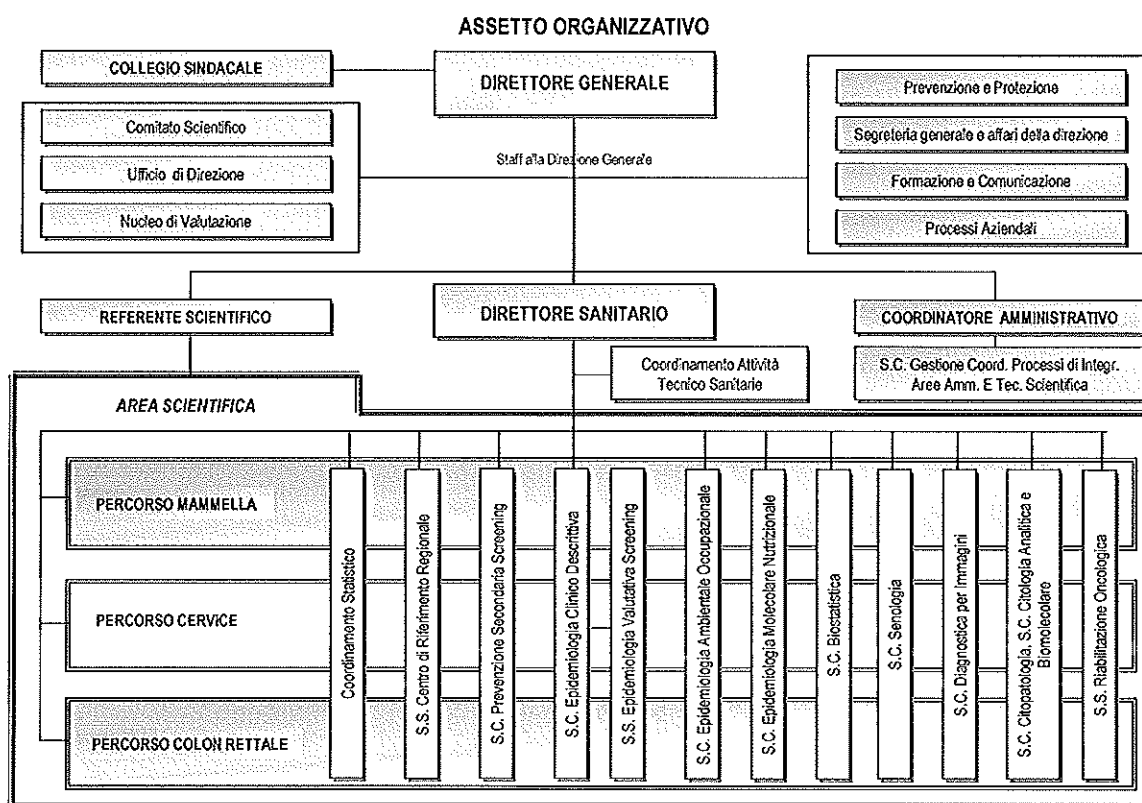 ASSETTO ORGANIZZATIVO
COLLEGIO SINDACALE
DIRETTORE GENERALE
Comitato Scientifico
Ufficio di Direzione
Nucleo di Valutazione
Staff alla Direzione Generale
Prevenzione e Protezione
Segreteria generale e affari della direzione
Formazione e Comunicazione
Processi Aziendali
REFERENTE SCIENTIFICO
DIRETTORE SANITARIO
COORDINATORE AMMINISTRATIVO
Coordinamento Attività
Tecnico Sanitarie
S.C. Gestione Coord. Processi di Integr.
Aree Amm. E Tec. Scientifica
AREA SCIENTIFICA
PERCORSO MAMMELLA
PERCORSO CERVICE
PERCORSO COLON RETTALE
Coordinamento Statistico
S.S. Centro di Riferimento Regionale
S.C. Prevenzione Secondaria Screening
S.C. Epidemiologia Clinico Descrittiva
S.S. Epidemiologia Valutativa Screening
S.C. Epidemiologia Ambientale Occupazionale
S.C. Epidemiologia Molecolare Nutrizionale
S.C. Biostatistica
S.C. Senologia
S.C. Diagnostica per Immagini
S.C. Citopatologia, S.C. Citologia Analitica e
Biomolecolare
S.S. Riabilitazione Oncologica